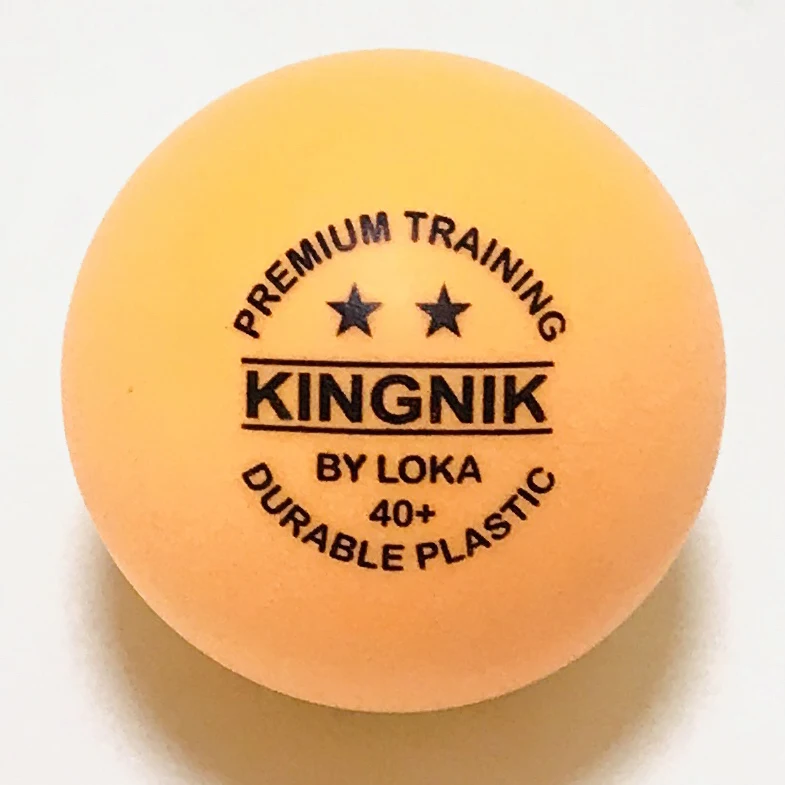 PREMIUM TRAINING
KINGNIK
BY LOKA
40+
DURABLE PLASTIC